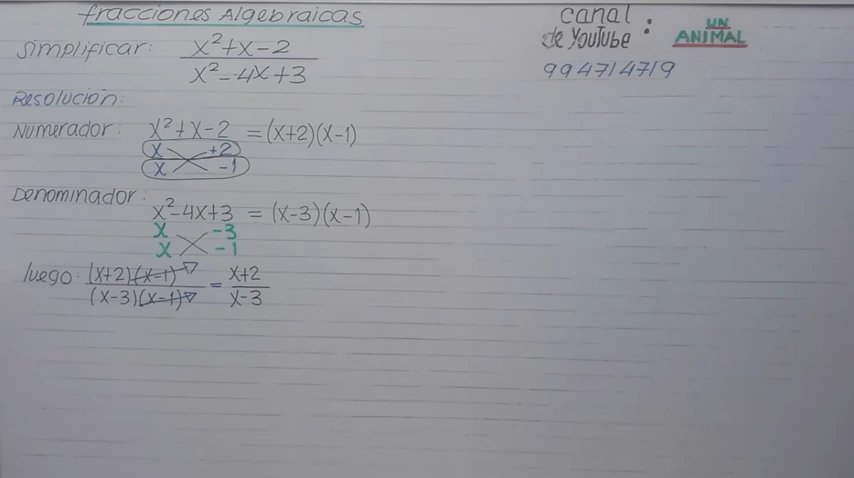 fracciones Algebraicas
canal de YouTube : UN ANIMAL
994714719
Simplificar: x²+x-2 / x²-4x+3
Resolución:
Numerador: x²+x-2 = (x+2)(x-1)
x +2
x -1
Denominador: x²-4x+3 = (x-3)(x-1)
x -3
x -1
luego: (x+2)(x-1) / (x-3)(x-1) = x+2 / x-3